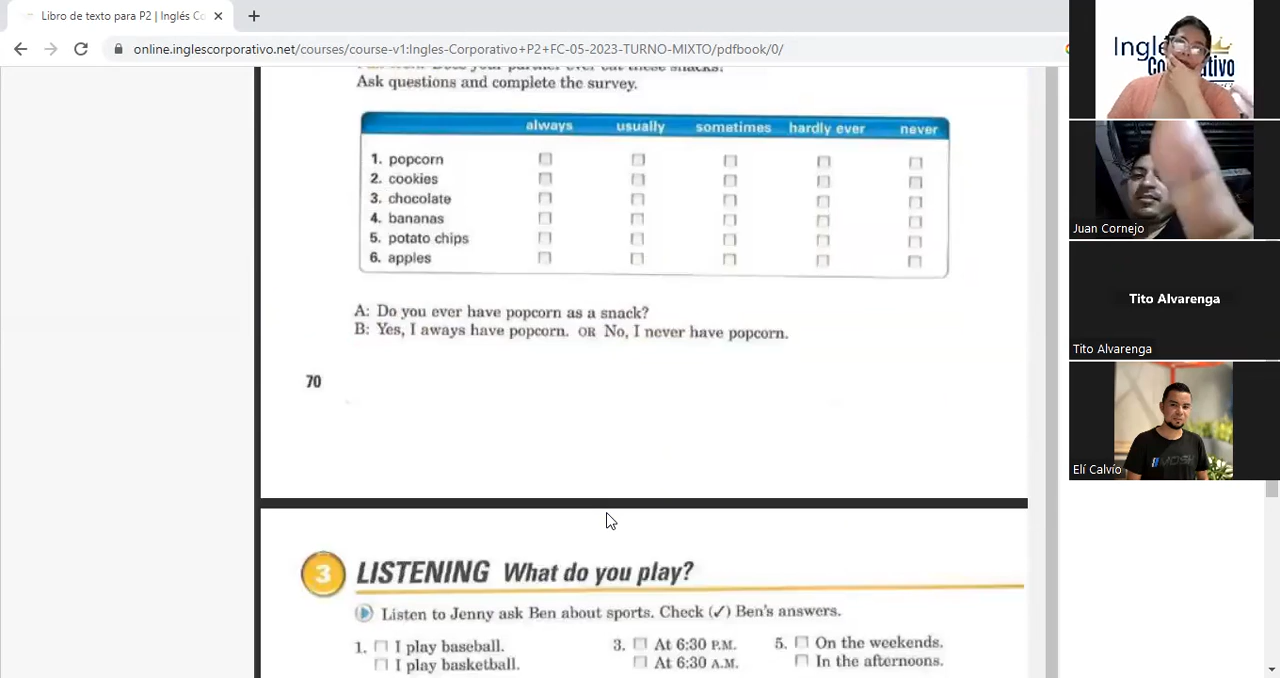 Libro de texto para P2 | Inglés Co
online.inglescorporativo.net/courses/course-v1:Ingles-Corporativo+P2+FC-05-2023-TURNO-MIXTO/pdfbook/0/
Ask questions and complete the survey.
always usually sometimes hardly ever never
1. popcorn
2. cookies
3. chocolate
4. bananas
5. potato chips
6. apples
A: Do you ever have popcorn as a snack?
B: Yes, I aways have popcorn. OR No, I never have popcorn.
70
3 LISTENING What do you play?
Listen to Jenny ask Ben about sports. Check (✓) Ben's answers.
1. I play baseball. 3. At 6:30 P.M. 5. On the weekends.
I play basketball. At 6:30 A.M. In the afternoons.
Juan Cornejo
Tito Alvarenga
Tito Alvarenga
Elí Calvío